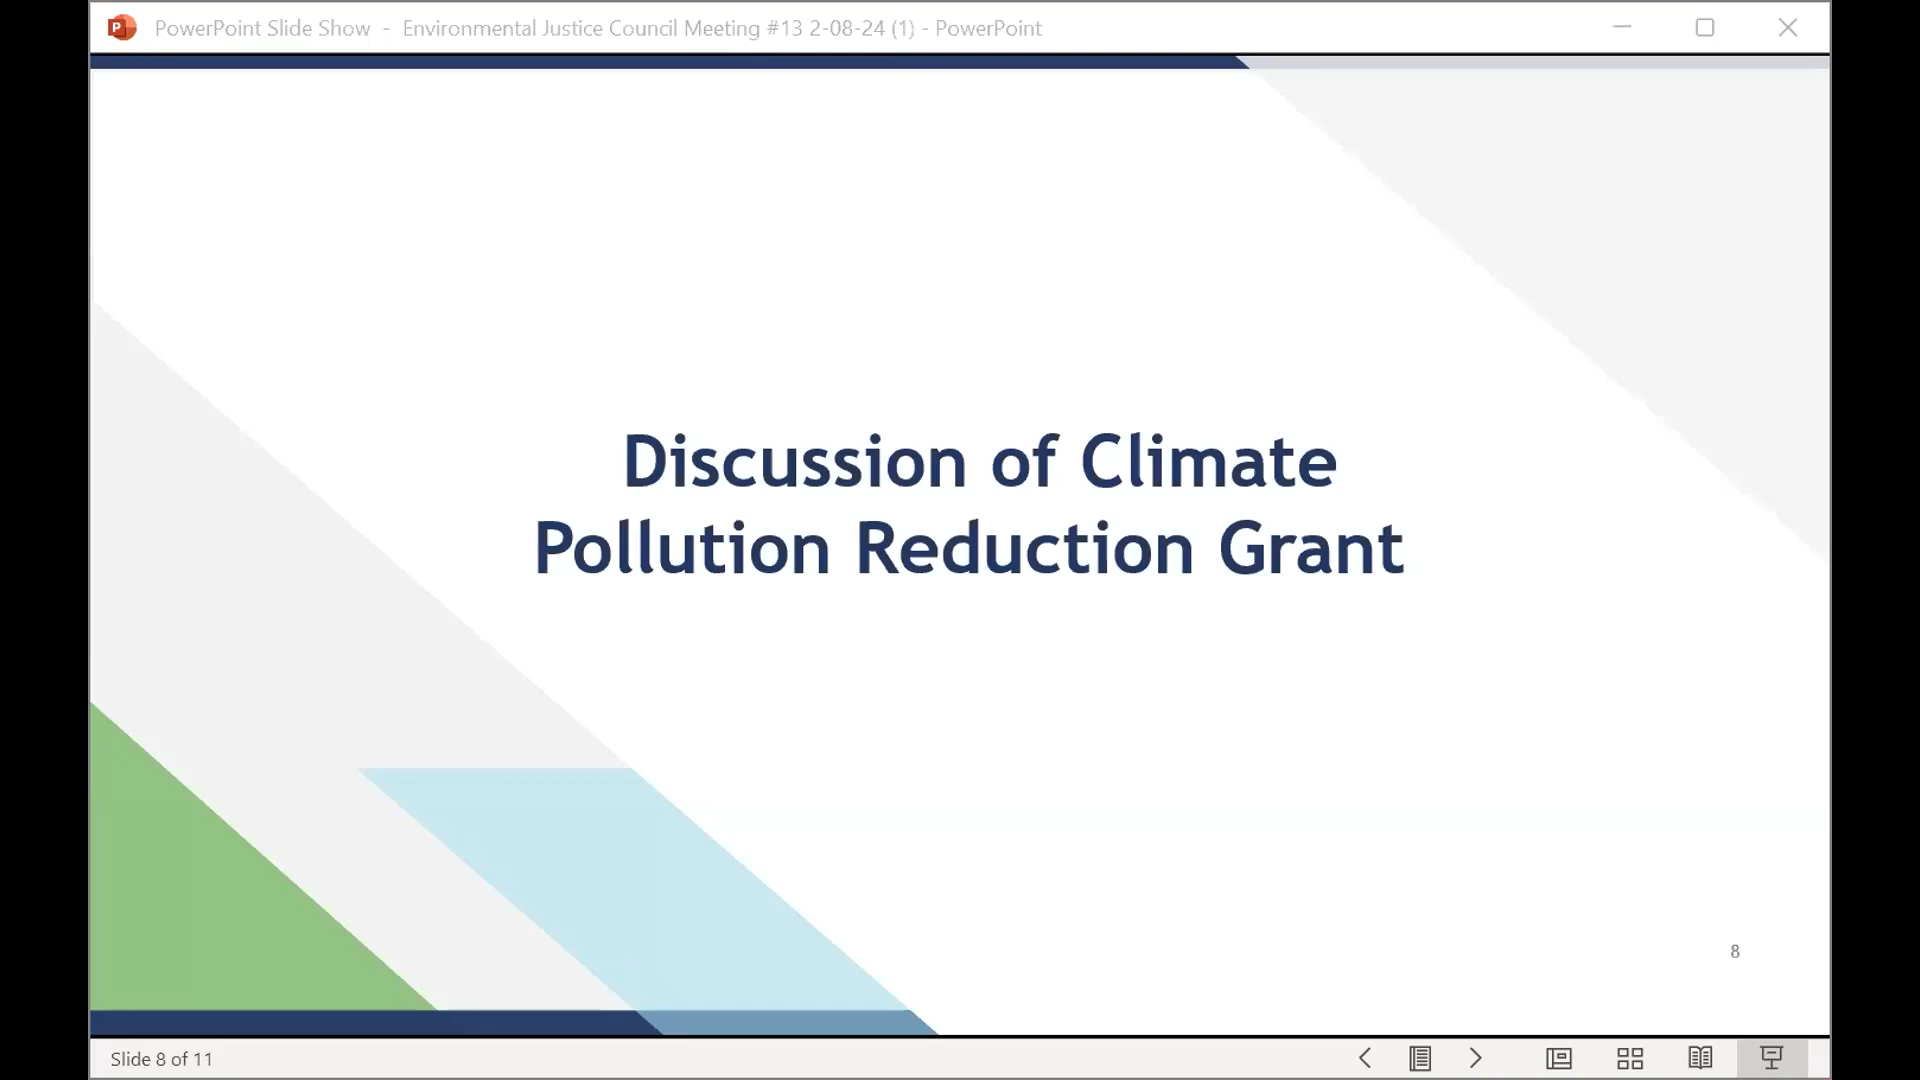 PowerPoint Slide Show - Environmental Justice Council Meeting #13 2-08-24 (1) - PowerPoint
Discussion of Climate
Pollution Reduction Grant
8
Slide 8 of 11